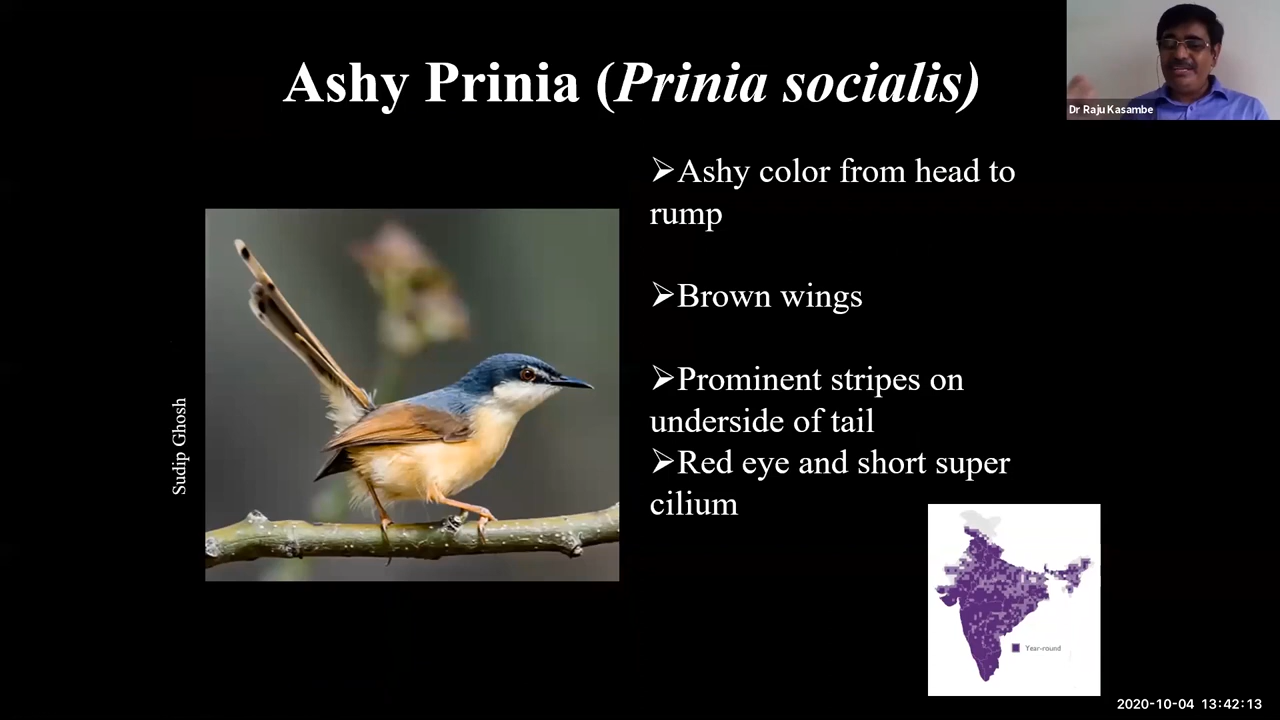 Ashy Prinia (Prinia socialis)
Dr Raju Kasambe
➢Ashy color from head to
rump
➢Brown wings
➢Prominent stripes on
underside of tail
➢Red eye and short super
cilium
Sudip Ghosh
Year-round
2020-10-04 13:42:13